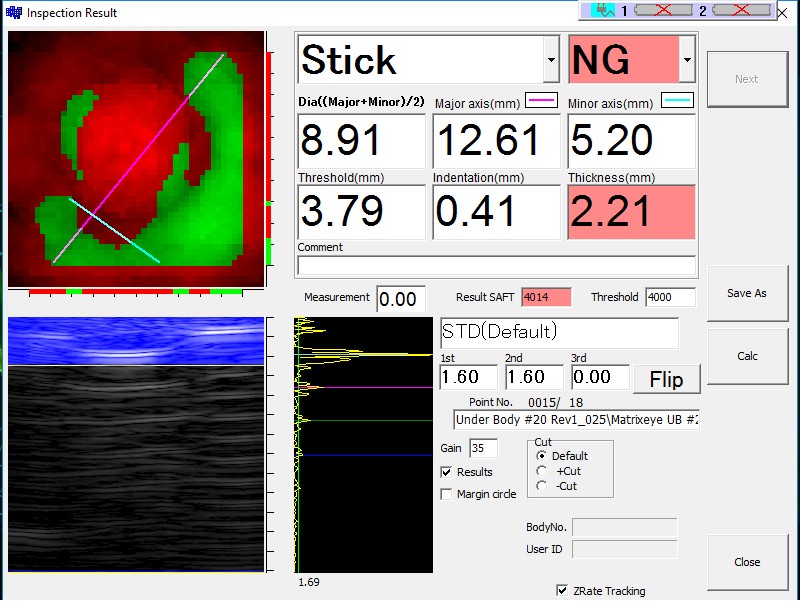 Inspection Result
1 2
Stick NG
Next
Dia((Major+Minor)/2) Major axis(mm) Minor axis(mm)
8.91 12.61 5.20
Threshold(mm) Indentation(mm) Thickness(mm)
3.79 0.41 2.21
Comment
Measurement 0.00 Result SAFT 4014 Threshold 4000
Save As
STD(Default)
1st 2nd 3rd
1.60 1.60 0.00 Flip
Calc
Point No. 0015/ 18
Under Body #20 Rev1_025\Matrixeye UB #2
Gain 35
Cut
Default
+Cut
-Cut
Results
Margin circle
BodyNo.
User ID
Close
1.69
ZRate Tracking